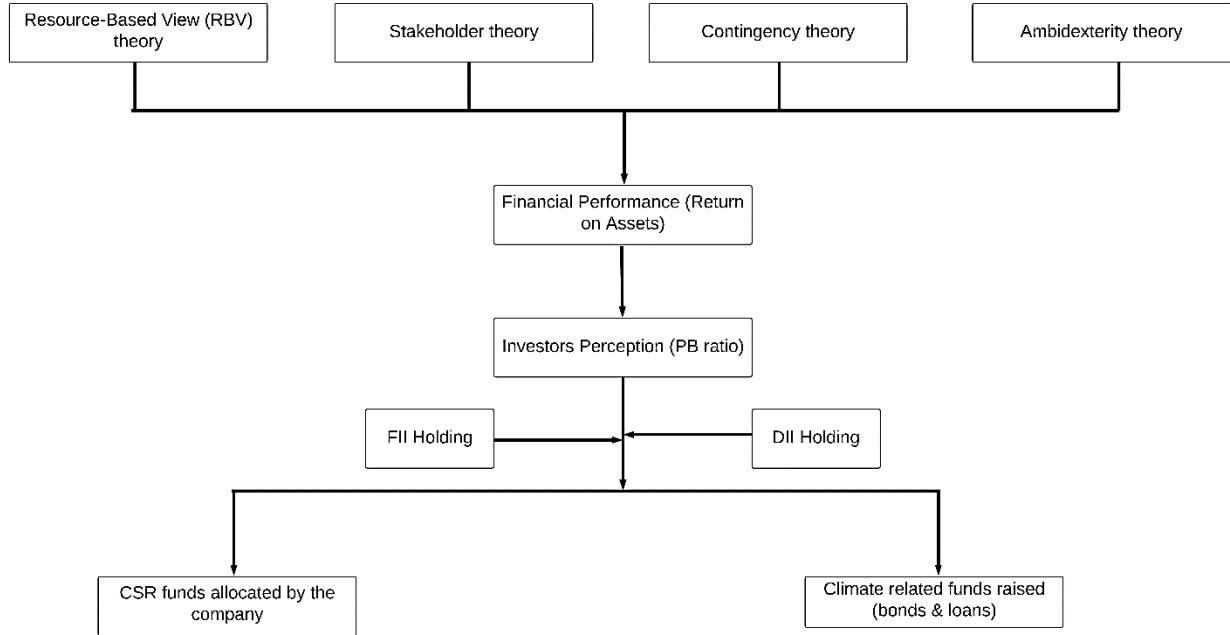 Resource-Based View (RBV)
theory
Stakeholder theory
Contingency theory
Ambidexterity theory
Financial Performance (Return
on Assets)
Investors Perception (PB ratio)
FII Holding
DII Holding
CSR funds allocated by the
company
Climate related funds raised
(bonds & loans)